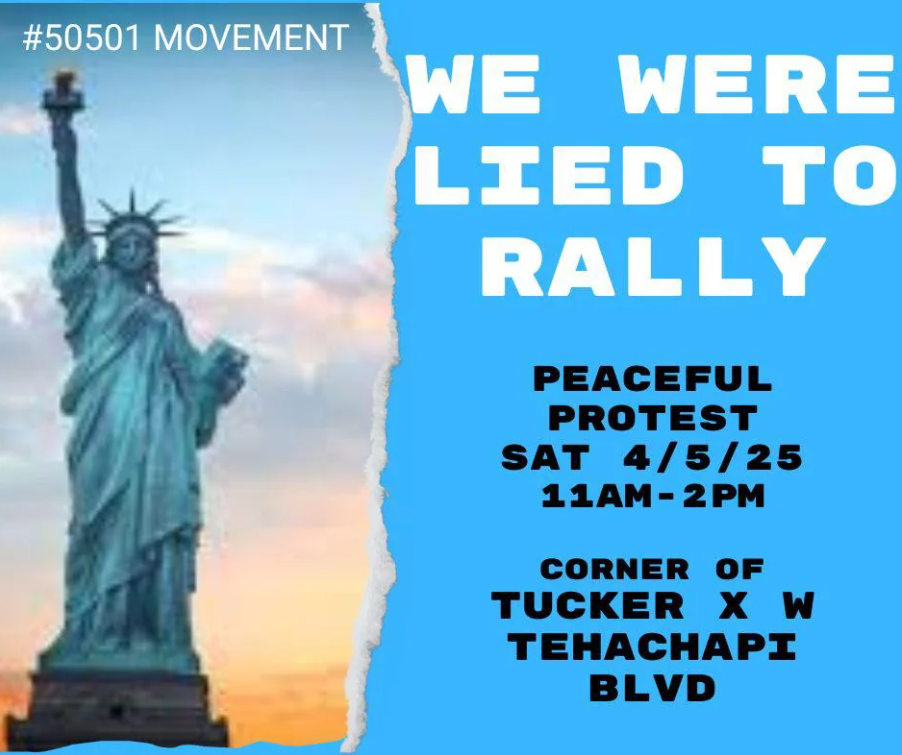 #50501 MOVEMENT
WE WERE
LIED TO
RALLY
PEACEFUL
PROTEST
SAT 4/5/25
11AM-2PM
CORNER OF
TUCKER X W
TEHACHAPI
BLVD